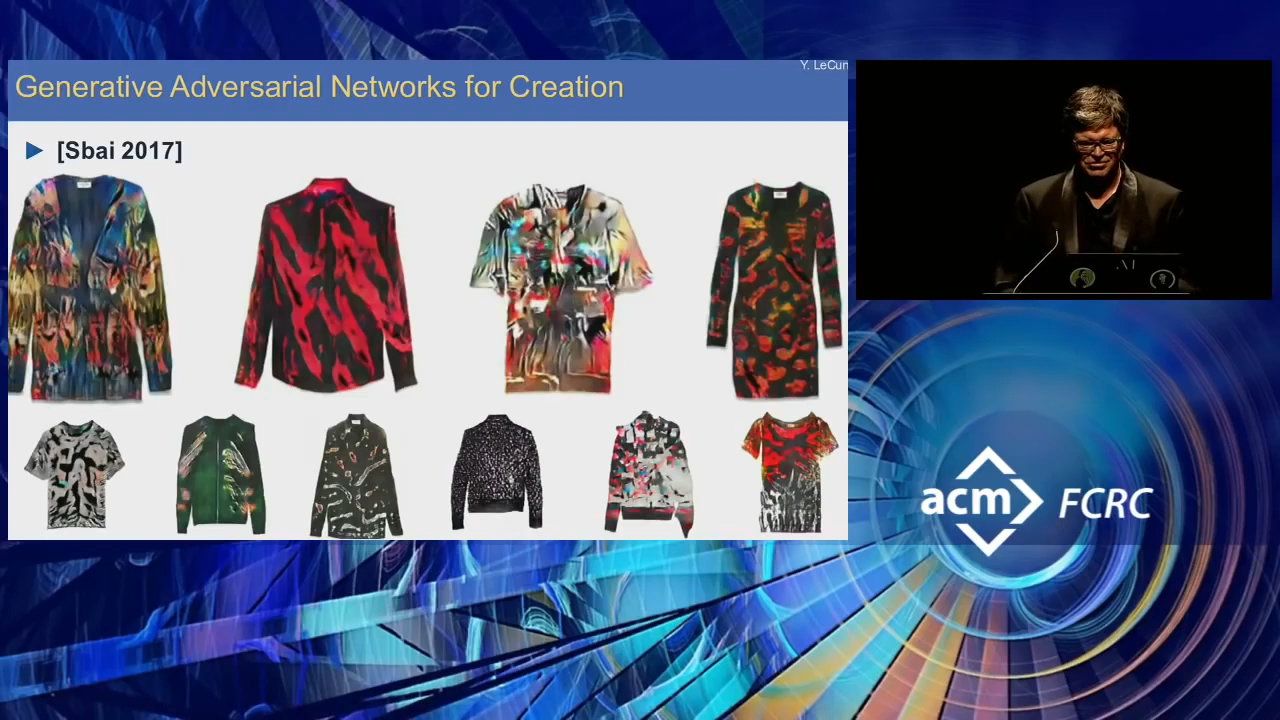 Y. LeCun
Generative Adversarial Networks for Creation
[Sbai 2017]
acm FCRC